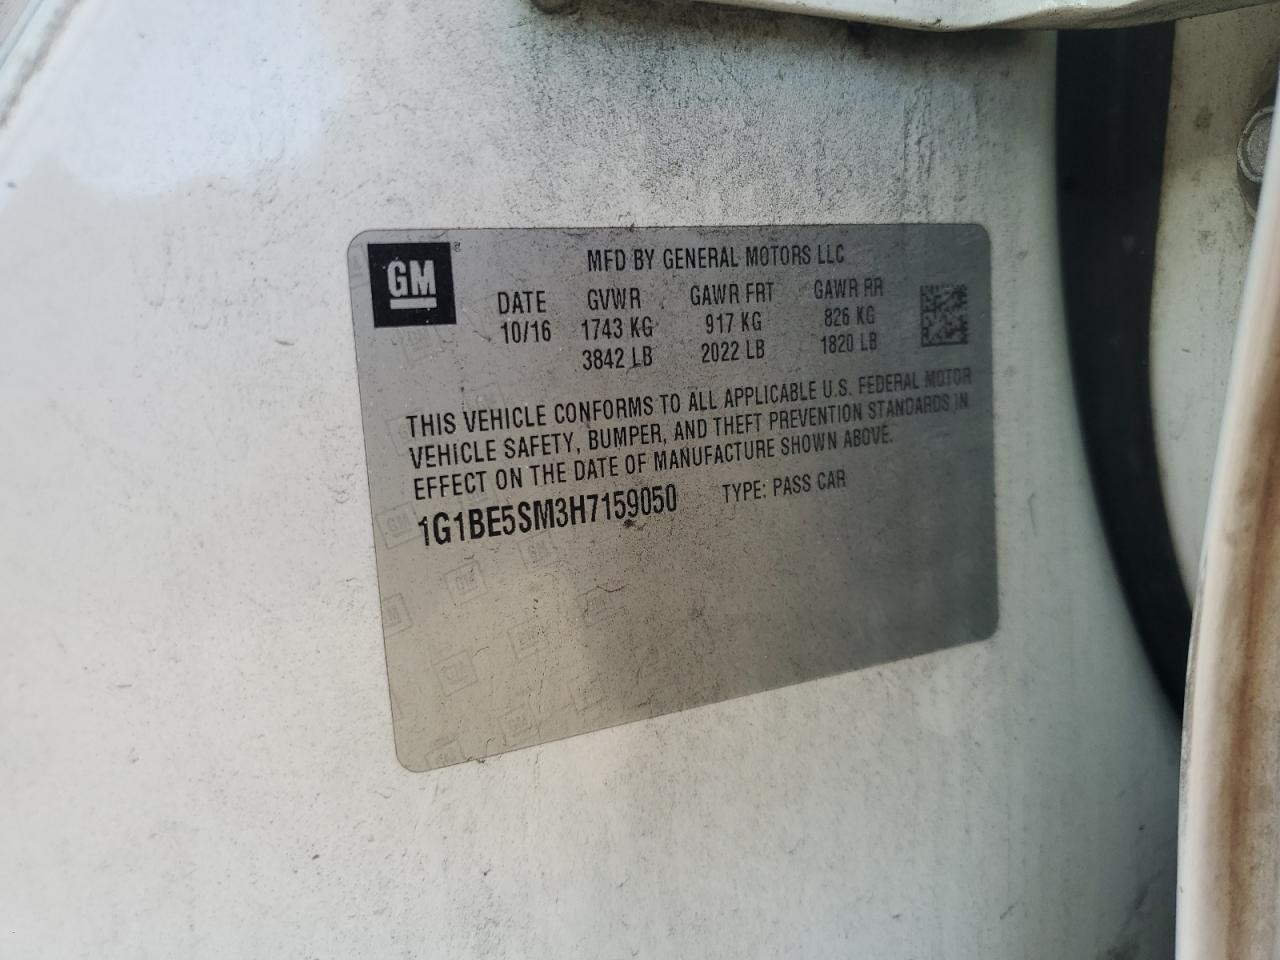 GM
MFD BY GENERAL MOTORS LLC
DATE GVWR GAWR FRT GAWR RR
10/16 1743 KG 917 KG 826 KG
3842 LB 2022 LB 1820 LB
THIS VEHICLE CONFORMS TO ALL APPLICABLE U.S. FEDERAL MOTOR
VEHICLE SAFETY, BUMPER, AND THEFT PREVENTION STANDARDS IN
EFFECT ON THE DATE OF MANUFACTURE SHOWN ABOVE.
1G1BE5SM3H7159050 TYPE: PASS CAR